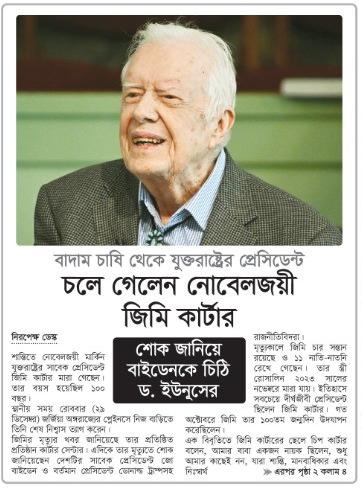 বাদাম চাষি থেকে যুক্তরাষ্ট্রের প্রেসিডেন্ট
চলে গেলেন নোবেলজয়ী
জিমি কার্টার
নিরপেক্ষ ডেস্ক
শান্তিতে নোবেলজয়ী মার্কিন
যুক্তরাষ্ট্রের সাবেক প্রেসিডেন্ট
জিমি কার্টার মারা গেছেন।
তার বয়স হয়েছিল ১০০
বছর।
স্থানীয় সময় রোববার (২৯
ডিসেম্বর) জর্জিয়া অঙ্গরাজ্যের প্লেইনসে নিজ বাড়িতে
তিনি শেষ নিশ্বাস ত্যাগ করেন।
জিমির মৃত্যুর খবর জানিয়েছে তার প্রতিষ্ঠিত
প্রতিষ্ঠান কার্টার সেন্টার। এদিকে তার মৃত্যুতে শোক
জানিয়েছেন দেশটির সাবেক প্রেসিডেন্ট জো
বাইডেন ও বর্তমান প্রেসিডেন্ট ডোনাল্ড ট্রাম্পসহ
শোক জানিয়ে
বাইডেনকে চিঠি
ড. ইউনূসের
রাজনীতিবিদরা।
মৃত্যুকালে জিমি চার সন্তান
রয়েছে ও ১১ নাতি-নাতনি
রেখে গেছেন। তার স্ত্রী
রোসালিন ২০২৩ সালের
নভেম্বরে মারা যায়। ইতিহাসে
সবচেয়ে দীর্ঘজীবী প্রেসিডেন্ট
ছিলেন জিমি কার্টার। গত
অক্টোবরে জিমি তার ১০০তম জন্মদিন উদযাপন
করেছিলেন।
এক বিবৃতিতে জিমি কার্টারের ছেলে চিপ কার্টার
বলেন, আমার বাবা একজন নায়ক ছিলেন, শুধু
আমার কাছেই নন, যারা শান্তি, মানবাধিকার এবং
নিঃস্বার্থ ≫ এরপর পৃষ্ঠা ২ কলাম ৪